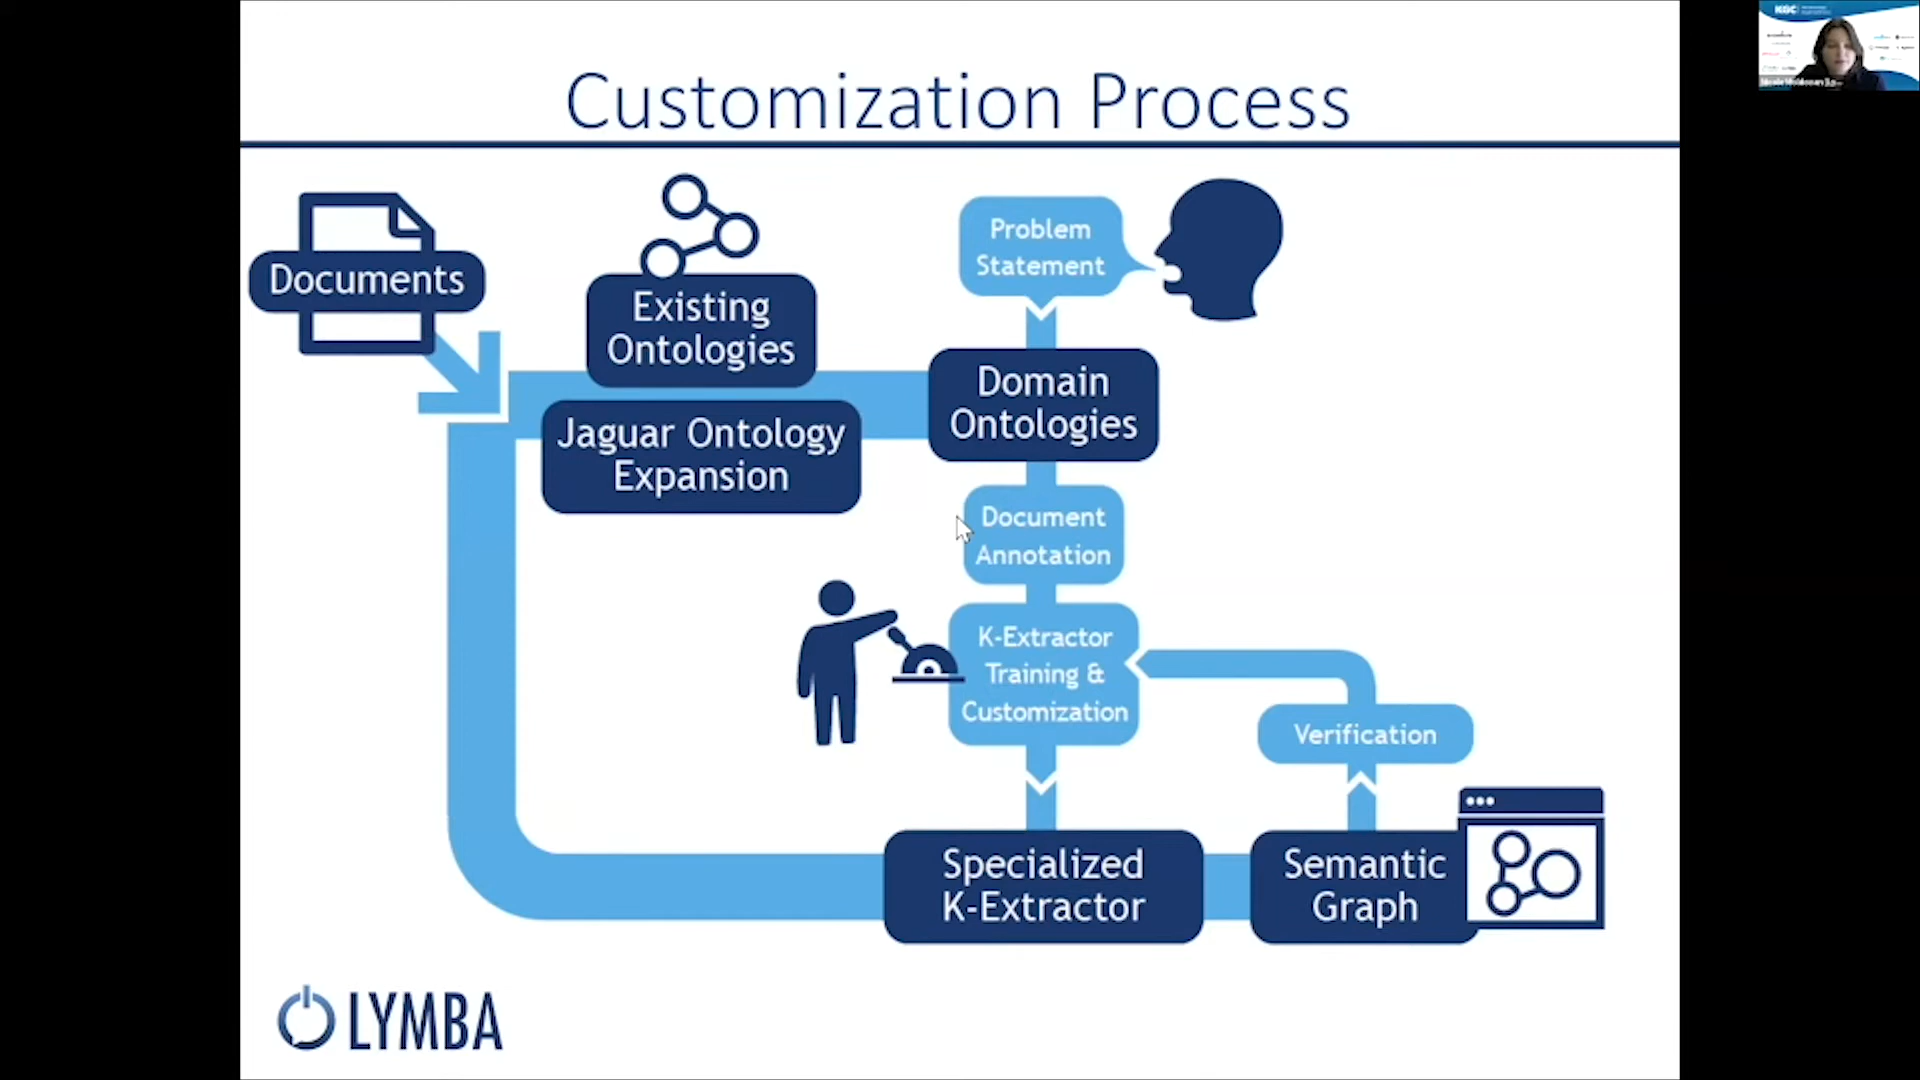 Customization Process
Documents
Existing
Ontologies
Jaguar Ontology
Expansion
Problem
Statement
Domain
Ontologies
Document
Annotation
K-Extractor
Training &
Customization
Verification
Specialized
K-Extractor
Semantic
Graph
LYMBA
KGC